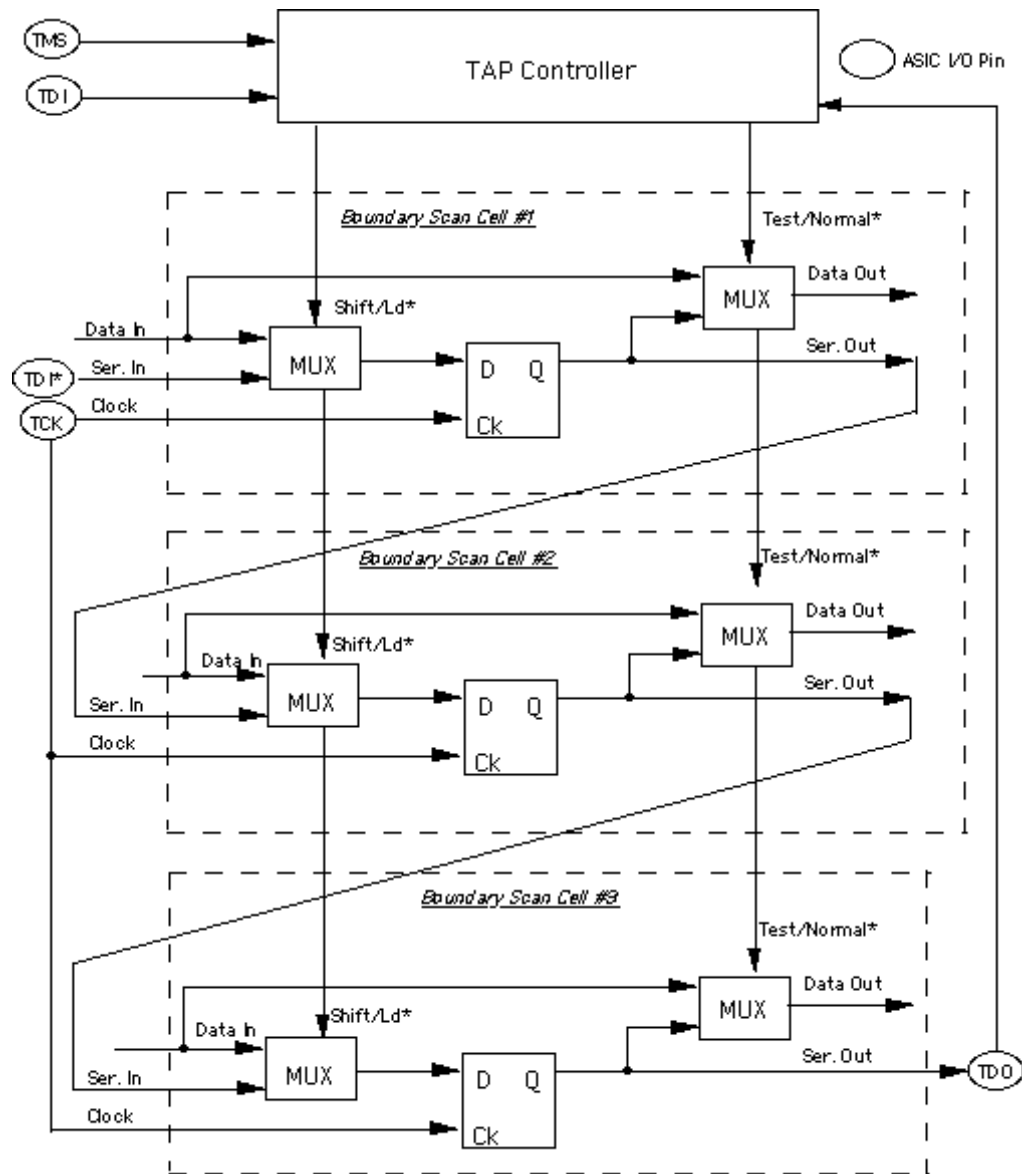 TMS
TAP Controller
ASIC I/O Pin
TDI
Boundary Scan Cell #1
Test/Normal*
Data Out
MUX
Shift/Ld*
Data In
MUX
Ser. Out
Ser. In
D Q
TDI*
Clock
TCK
Ck
Boundary Scan Cell #2
Test/Normal*
Data Out
MUX
Shift/Ld*
Data In
MUX
Ser. Out
Ser. In
D Q
Clock
Ck
Boundary Scan Cell #3
Test/Normal*
Data Out
MUX
Shift/Ld*
Data In
MUX
Ser. Out
Ser. In
D Q
TDO
Clock
Ck